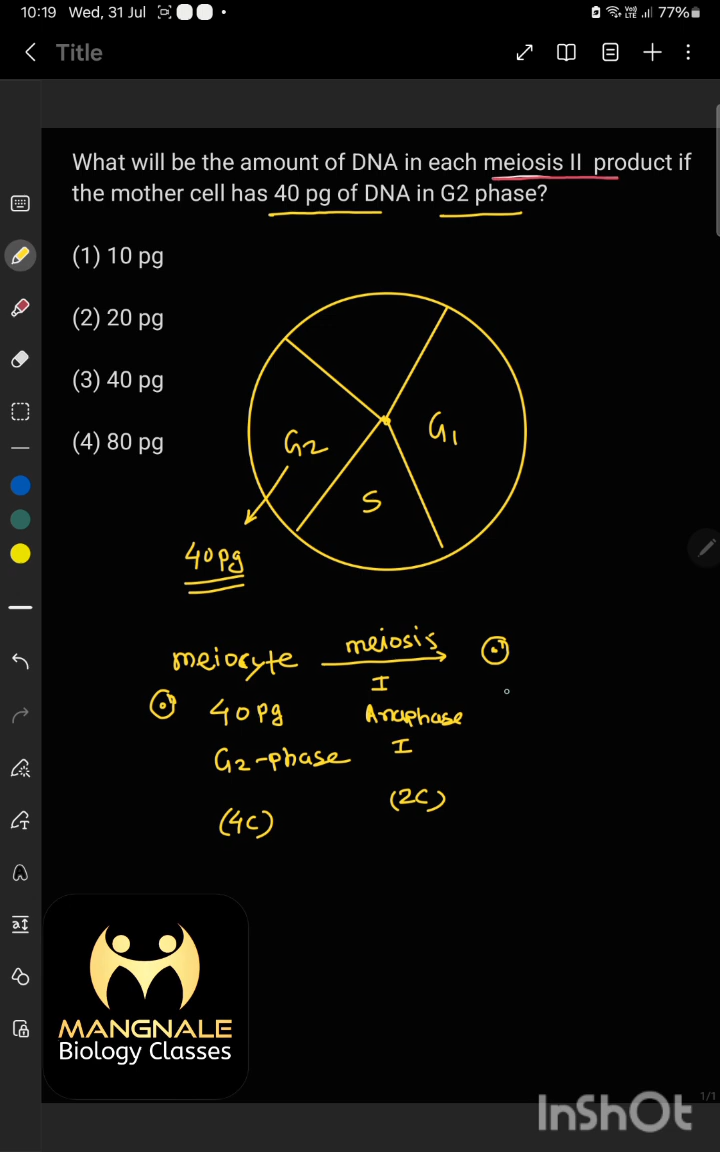 10:19 Wed, 31 Jul
77%
Title
What will be the amount of DNA in each meiosis II product if
the mother cell has 40 pg of DNA in G2 phase?
(1) 10 pg
(2) 20 pg
(3) 40 pg
(4) 80 pg
G1
G2
S
40pg
meiocyte meiosis
I
40pg Anaphase
G2-phase I
(2C)
(4C)
MANGNALE
Biology Classes
1/1
InShOt